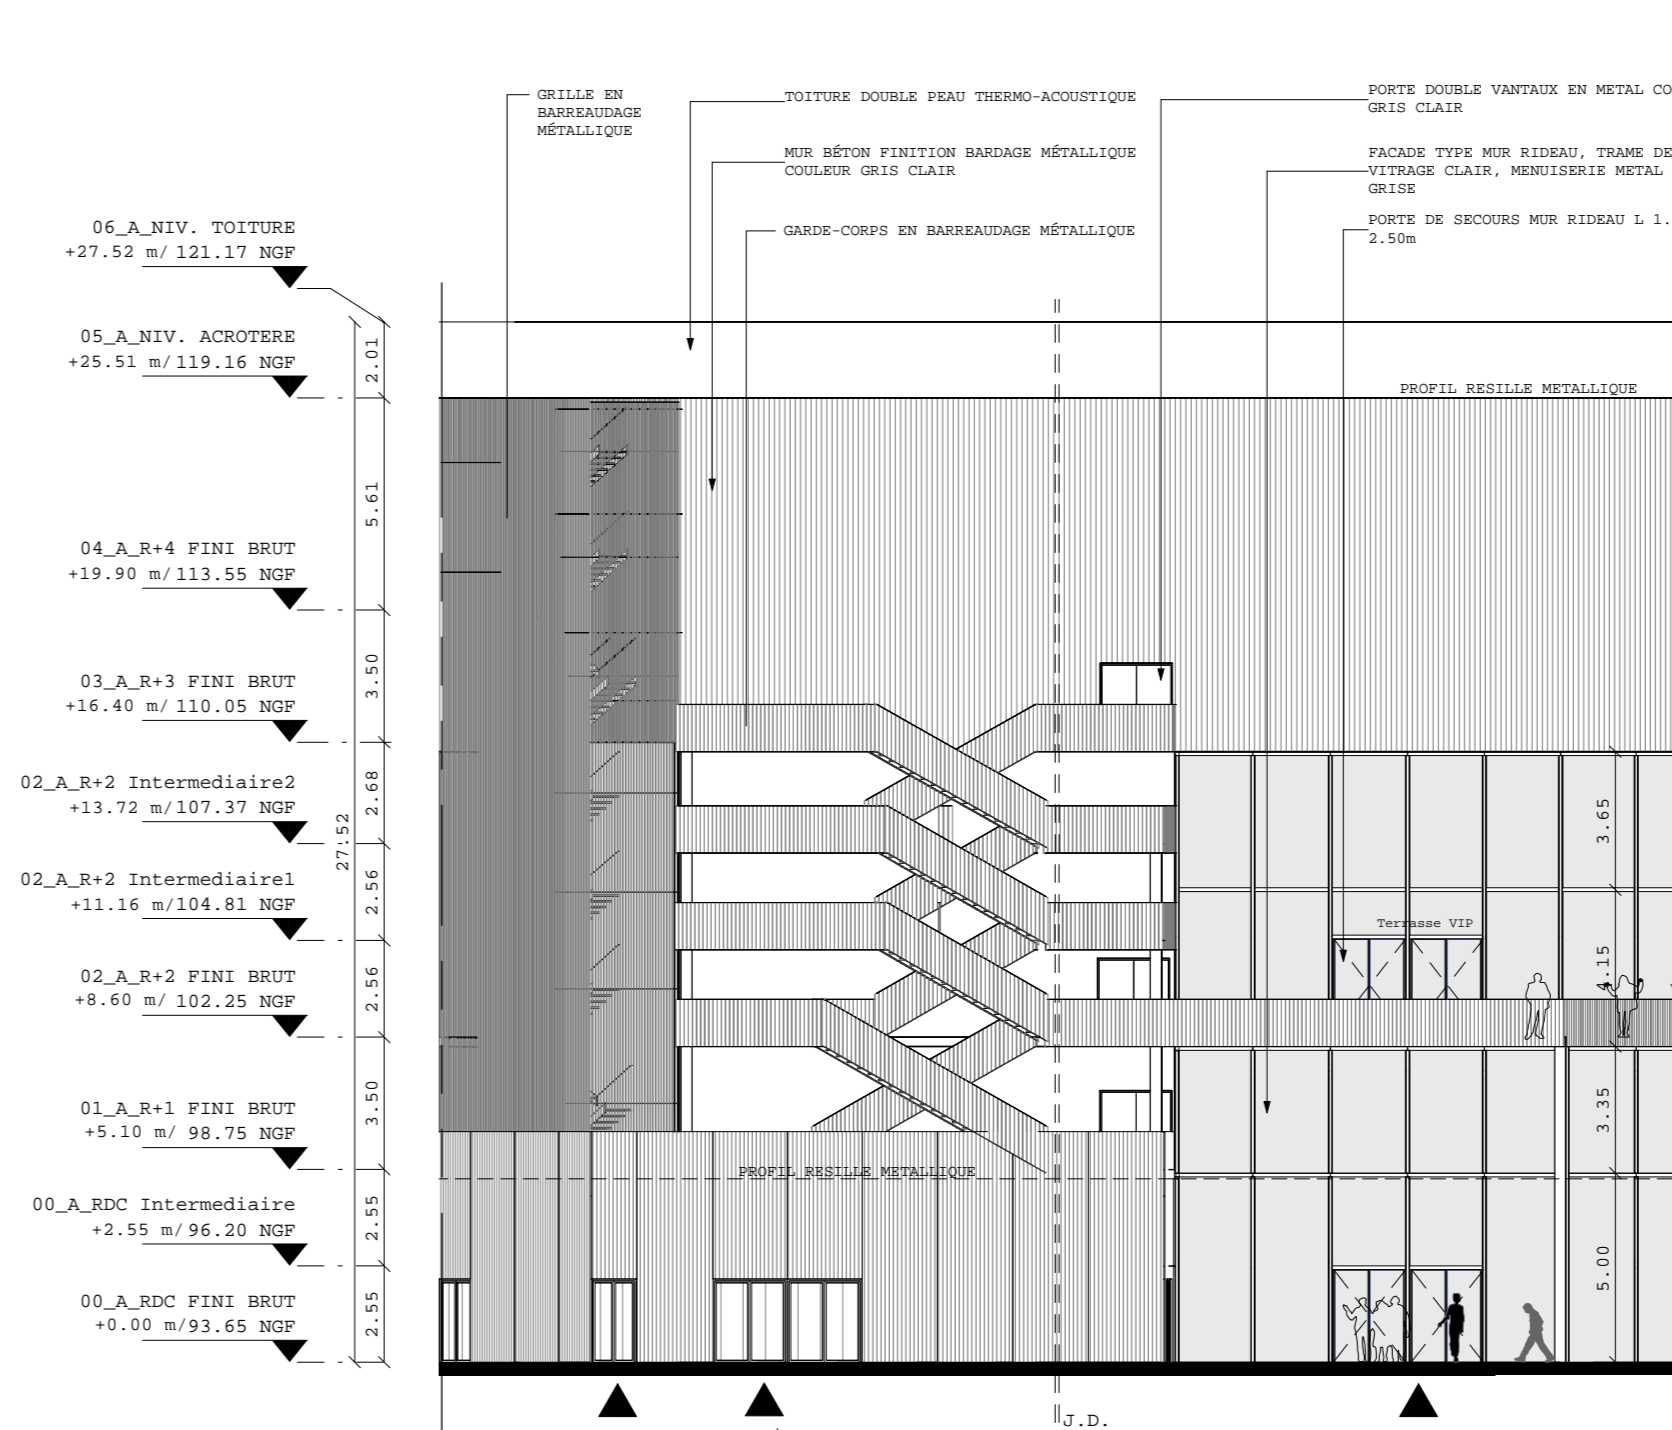 GRILLE EN
BARREAUDAGE
MÉTALLIQUE
TOITURE DOUBLE PEAU THERMO-ACOUSTIQUE
MUR BÉTON FINITION BARDAGE MÉTALLIQUE
COULEUR GRIS CLAIR
GARDE-CORPS EN BARREAUDAGE MÉTALLIQUE
PORTE DOUBLE VANTAUX EN METAL CO
GRIS CLAIR
FACADE TYPE MUR RIDEAU, TRAME DE
VITRAGE CLAIR, MENUISERIE METAL
GRISE
PORTE DE SECOURS MUR RIDEAU L 1.
2.50m
06_A_NIV. TOITURE
+27.52 m/ 121.17 NGF
05_A_NIV. ACROTERE
+25.51 m/ 119.16 NGF
04_A_R+4 FINI BRUT
+19.90 m/ 113.55 NGF
03_A_R+3 FINI BRUT
+16.40 m/ 110.05 NGF
02_A_R+2 Intermediaire2
+13.72 m/ 107.37 NGF
02_A_R+2 Intermediaire1
+11.16 m/ 104.81 NGF
02_A_R+2 FINI BRUT
+8.60 m/ 102.25 NGF
01_A_R+1 FINI BRUT
+5.10 m/ 98.75 NGF
00_A_RDC Intermediaire
+2.55 m/ 96.20 NGF
00_A_RDC FINI BRUT
+0.00 m/ 93.65 NGF
27.52
2.01
5.61
3.50
2.68
2.56
2.56
3.50
2.55
2.55
PROFIL RESILLE METALLIQUE
Terrasse VIP
PROFIL RESILLE METALLIQUE
3.65
4.15
3.35
5.00
J.D.